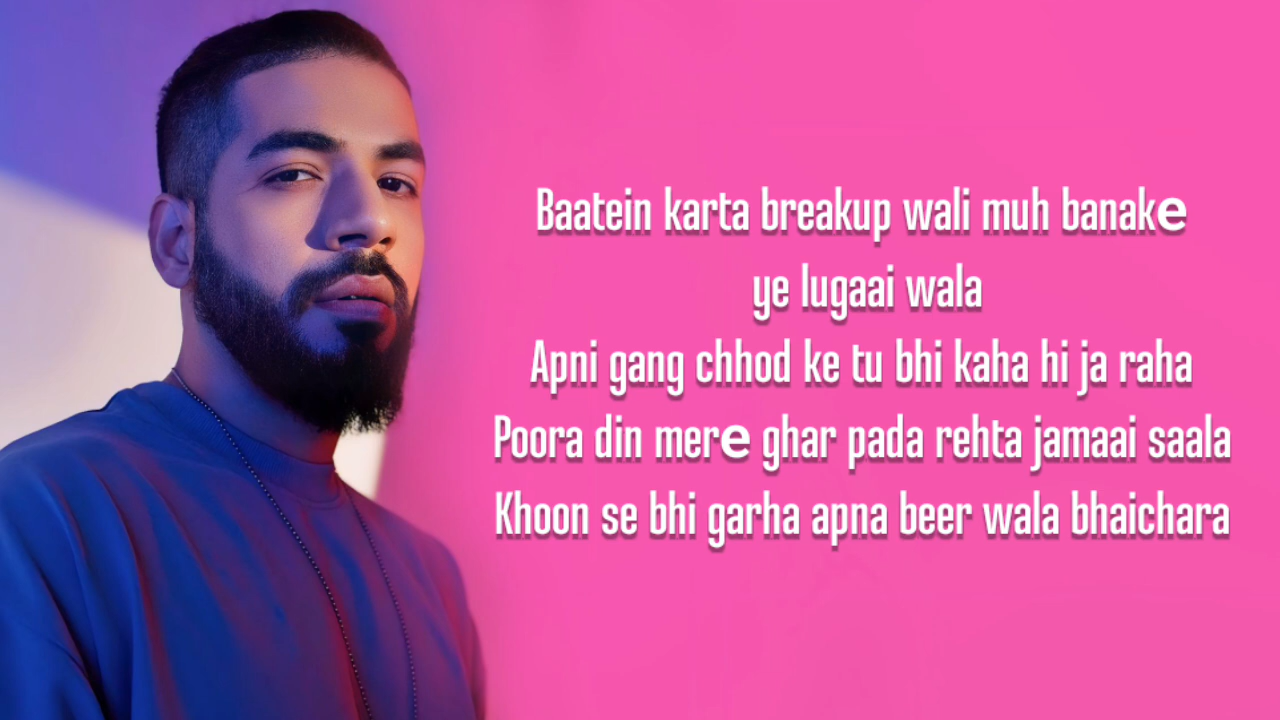 Baatein karta breakup wali muh banake
ye lugaai wala
Apni gang chhod ke tu bhi kaha hi ja raha
Poora din mere ghar pada rehta jamaai saala
Khoon se bhi garha apna beer wala bhaichara